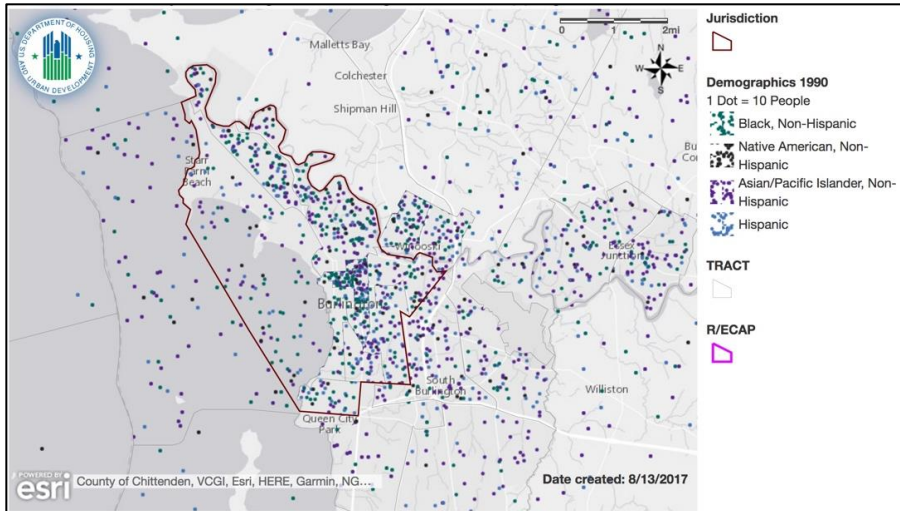 U.S. DEPARTMENT OF HOUSING
AND URBAN DEVELOPMENT
Malletts Bay
Colchester
Shipman Hill
Starr
Farm
Beach
Winooski
Essex
Junction
Burlington
South
Burlington
Williston
Queen City
Park
0
1
2mi
N
W
E
S
POWERED BY
esri
County of Chittenden, VCGI, Esri, HERE, Garmin, NG...
Date created: 8/13/2017
Jurisdiction
Demographics 1990
1 Dot = 10 People
Black, Non-Hispanic
Native American, Non-
Hispanic
Asian/Pacific Islander, Non-
Hispanic
Hispanic
TRACT
R/ECAP